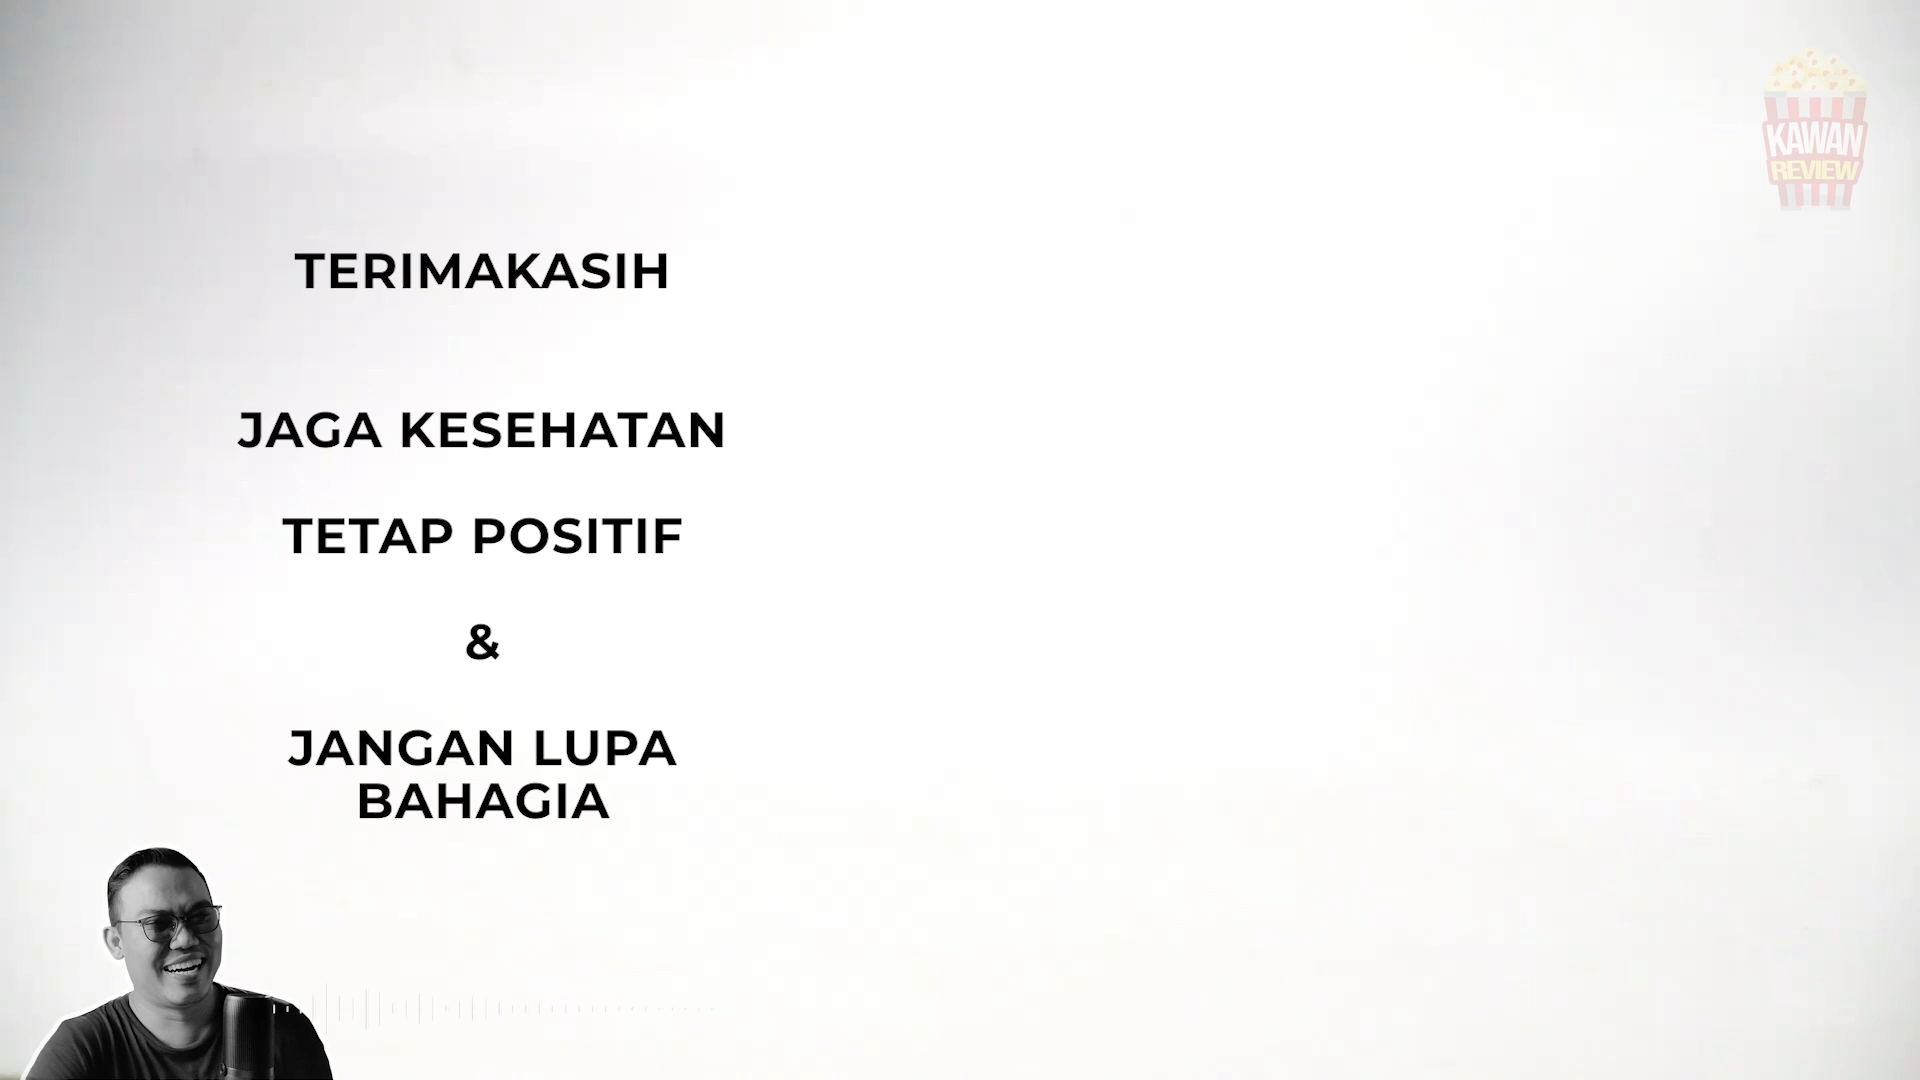 KAWAN
REVIEW
TERIMAKASIH
JAGA KESEHATAN
TETAP POSITIF
&
JANGAN LUPA
BAHAGIA